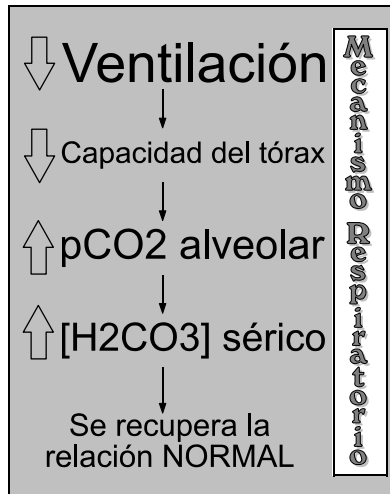 Ventilación
Capacidad del tórax
pCO2 alveolar
[H2CO3] sérico
Se recupera la
relación NORMAL
Mecanismo Respiratorio